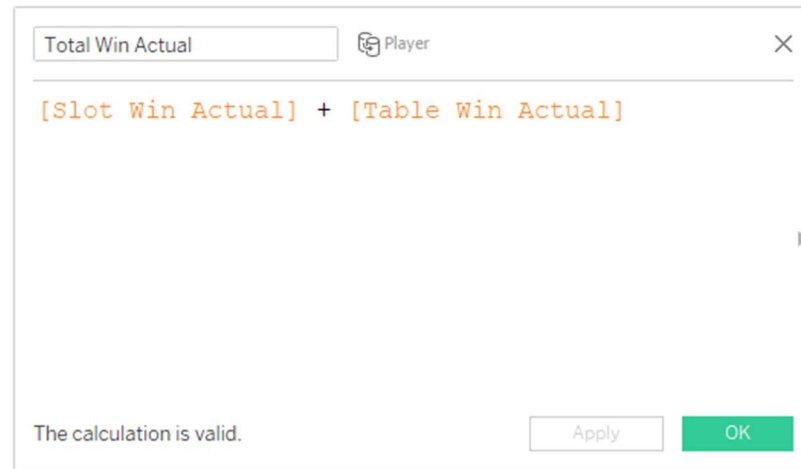 Total Win Actual Player
[Slot Win Actual] + [Table Win Actual]
The calculation is valid. Apply OK